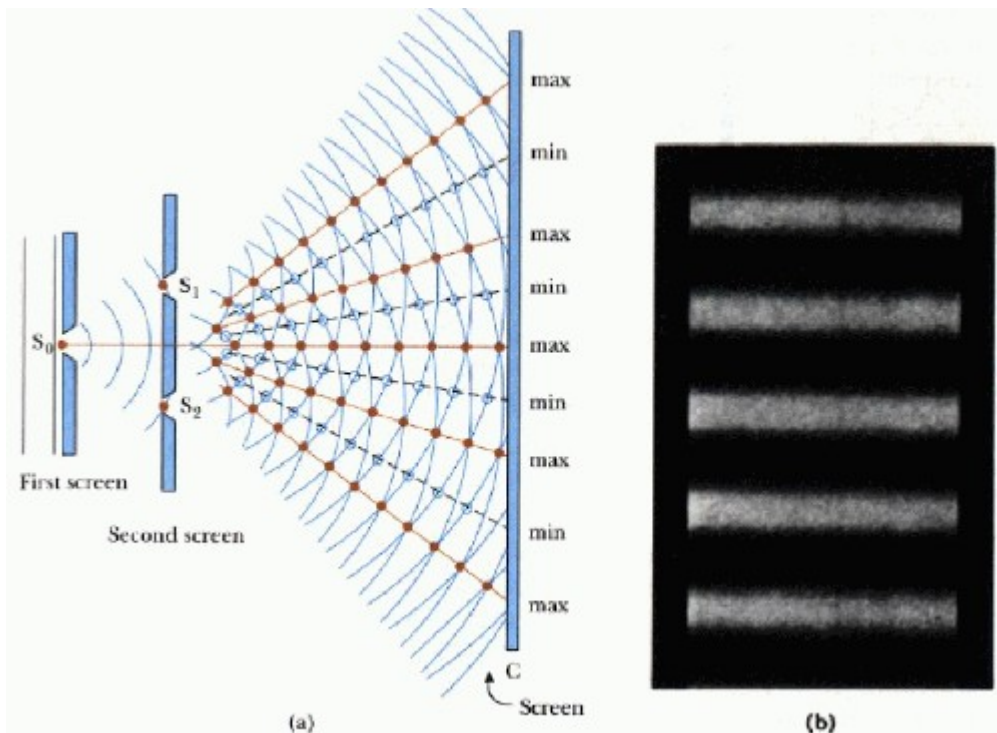 max
min
max
S₁
min
S₀
max
S₂
min
max
First screen
Second screen
min
max
C
Screen
(a)
(b)